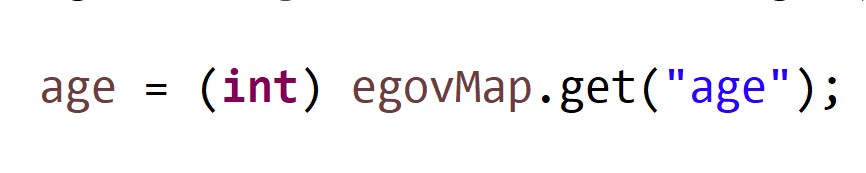 age = (int) egovMap.get("age");